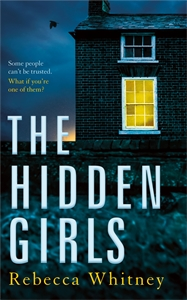 Some people
can't be trusted.
What if you're
one of them?
THE
HIDDEN
GIRLS
Rebecca Whitney